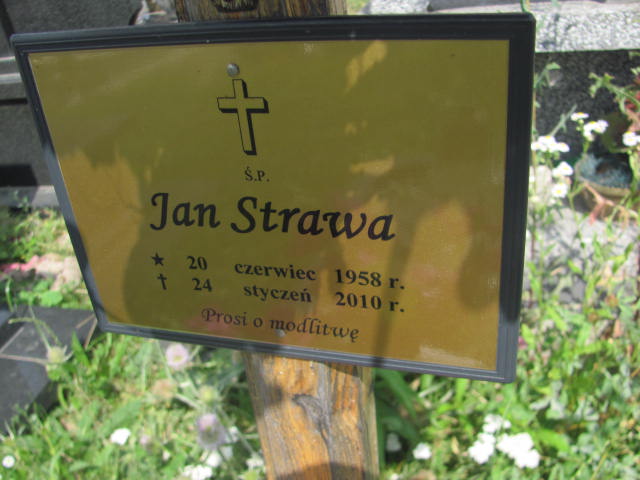 Ś.P.
Jan Strawa
★ 20 czerwiec 1958 r.
† 24 styczeń 2010 r.
Prosi o modlitwę